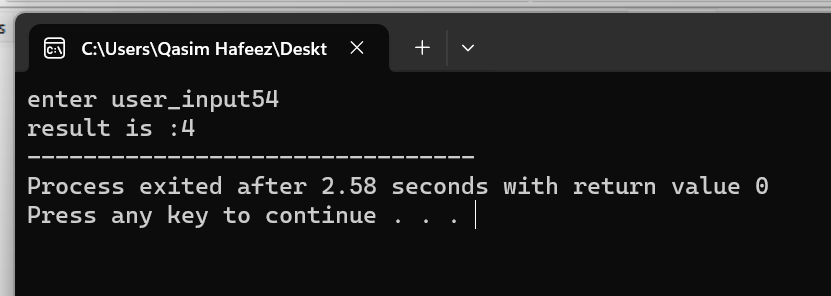 s
C:\Users\Qasim Hafeez\Deskt
enter user_input54
result is :4
--------------------------------
Process exited after 2.58 seconds with return value 0
Press any key to continue . . .